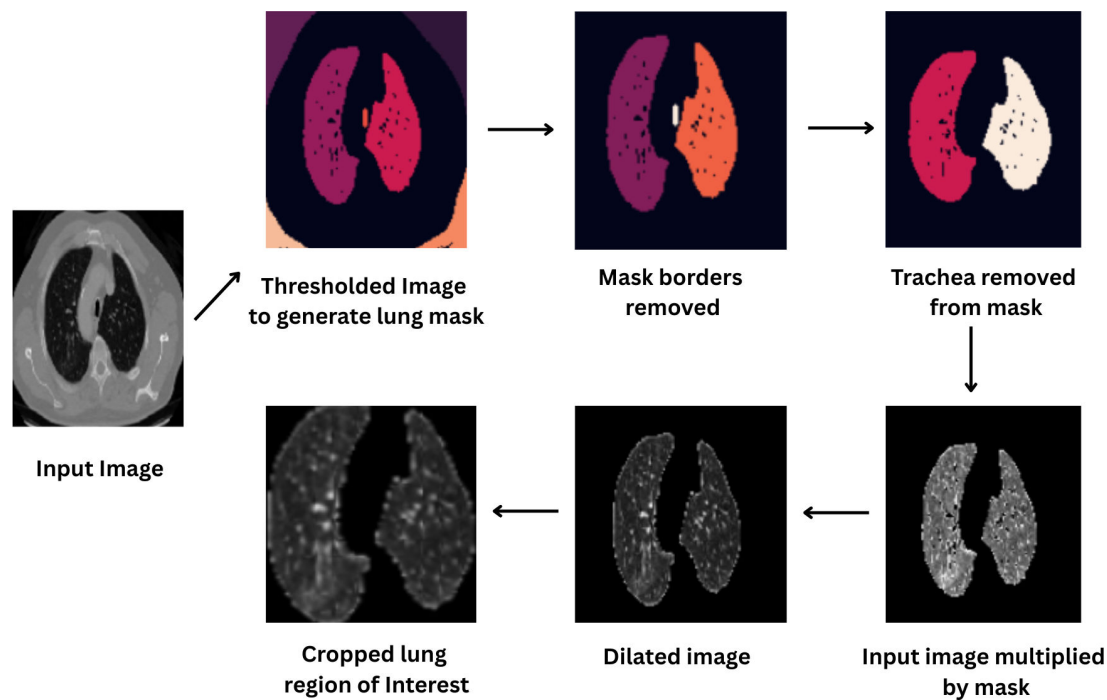 Input Image
Thresholded Image
to generate lung mask
Mask borders
removed
Trachea removed
from mask
Input image multiplied
by mask
Dilated image
Cropped lung
region of Interest